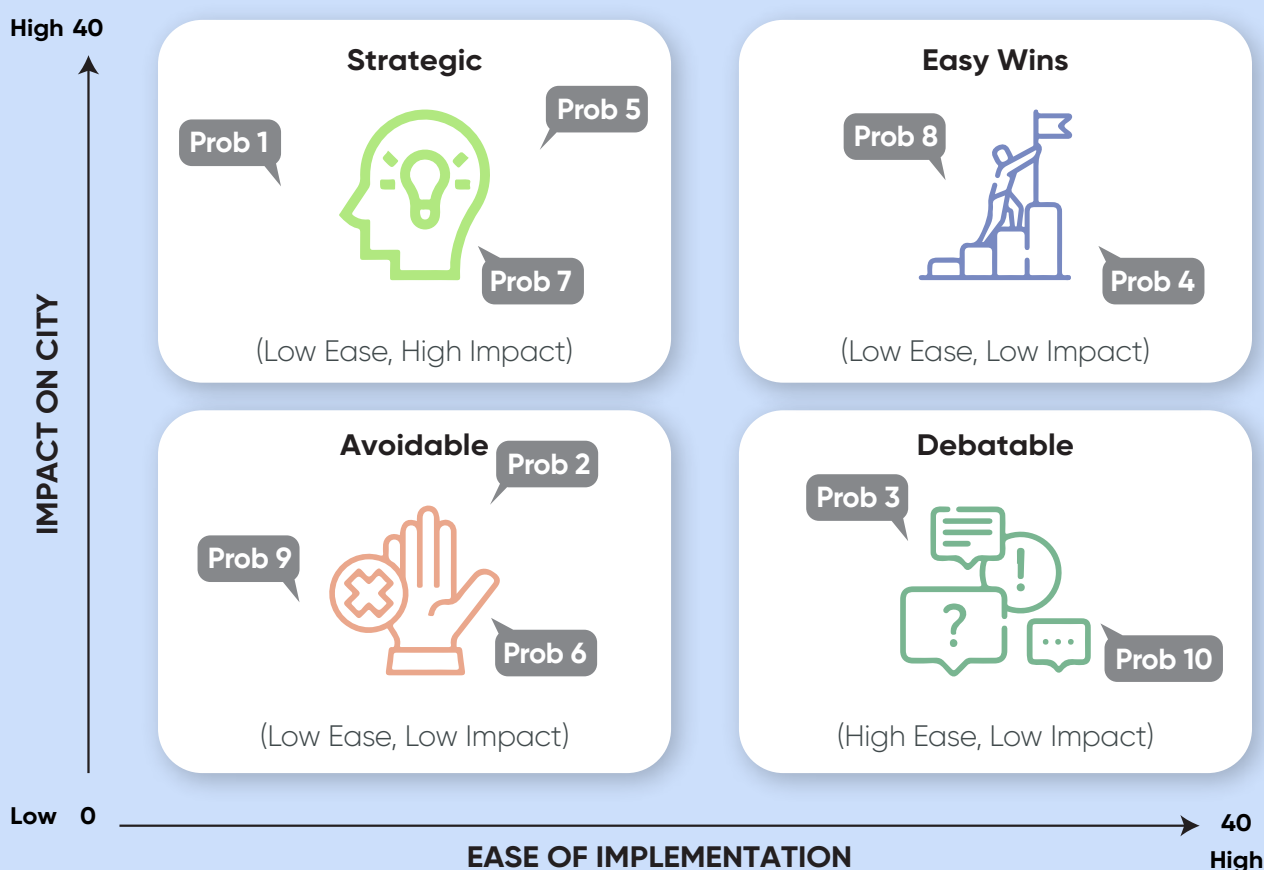 High 40
Strategic
Prob 5
Prob 1
Prob 7
(Low Ease, High Impact)
Easy Wins
Prob 8
Prob 4
(Low Ease, Low Impact)
IMPACT ON CITY
Avoidable
Prob 2
Prob 9
Prob 6
(Low Ease, Low Impact)
Debatable
Prob 3
!
?
...
Prob 10
(High Ease, Low Impact)
Low 0
40
High
EASE OF IMPLEMENTATION